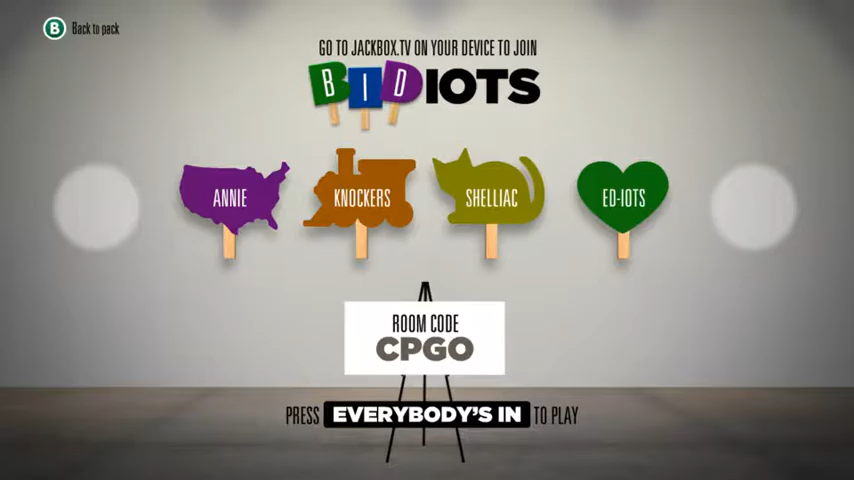 B Back to pack
GO TO JACKBOX.TV ON YOUR DEVICE TO JOIN
BIDIOTS
ANNIE KNOCKERS SHELLIAC ED-IOTS
ROOM CODE
CPGO
PRESS EVERYBODY'S IN TO PLAY